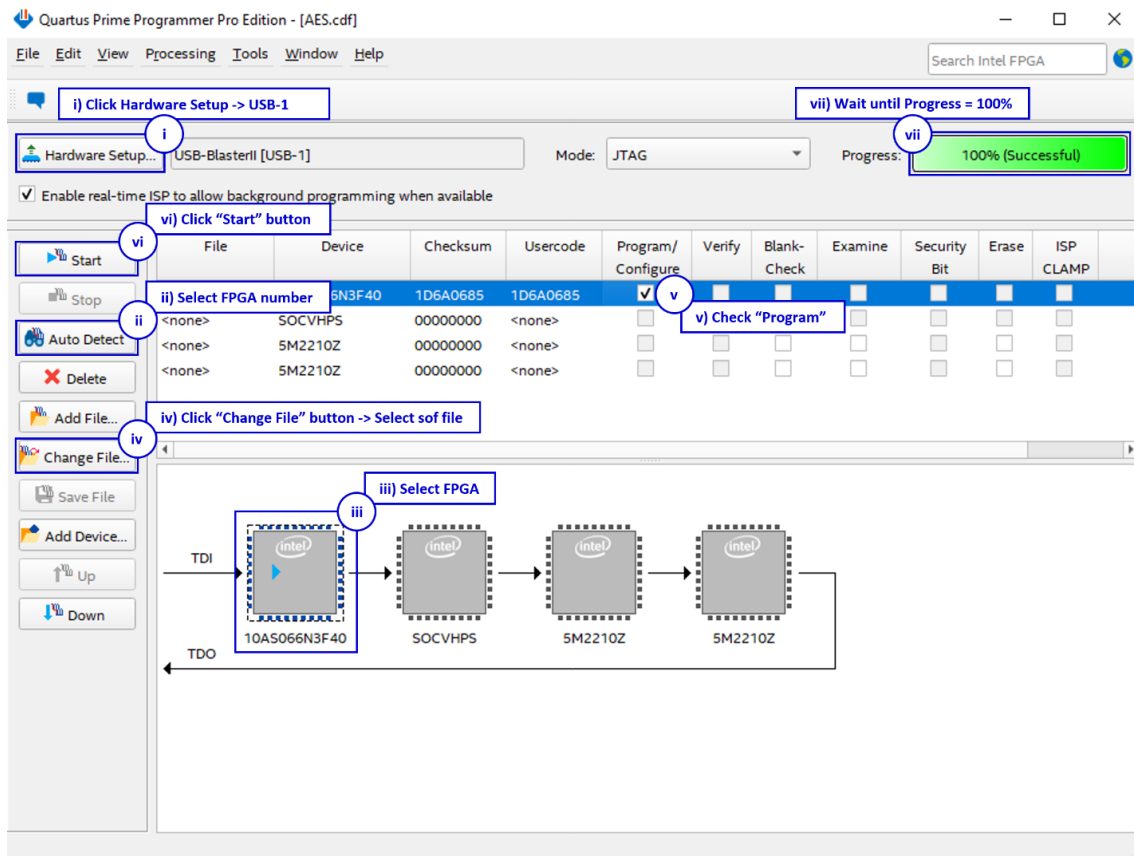 Quartus Prime Programmer Pro Edition - [AES.cdf]
File Edit View Processing Tools Window Help
Search Intel FPGA
i) Click Hardware Setup -> USB-1
vii) Wait until Progress = 100%
i
vii
Hardware Setup... USB-BlasterII [USB-1] Mode: JTAG Progress: 100% (Successful)
Enable real-time ISP to allow background programming when available
vi) Click “Start” button
vi
Start
File Device Checksum Usercode Program/ Configure Verify Blank- Check Examine Security Bit Erase ISP CLAMP
Stop
ii) Select FPGA number
6N3F40 1D6A0685 1D6A0685
v
v) Check “Program”
ii
<none> SOCVHPS 00000000 <none>
Auto Detect
<none> 5M2210Z 00000000 <none>
<none> 5M2210Z 00000000 <none>
Delete
Add File...
iv) Click “Change File” button -> Select sof file
iv
Change File...
Save File
Add Device...
Up
Down
iii) Select FPGA
iii
TDI
intel
intel
intel
intel
10AS066N3F40 SOCVHPS 5M2210Z 5M2210Z
TDO